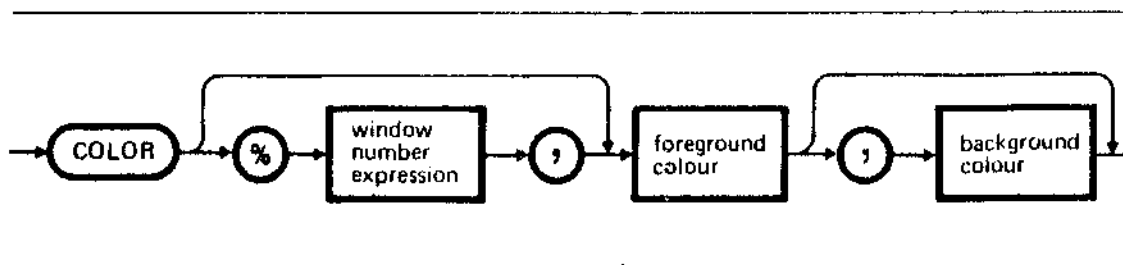 COLOR
%
window
number
expression
,
foreground
colour
,
background
colour